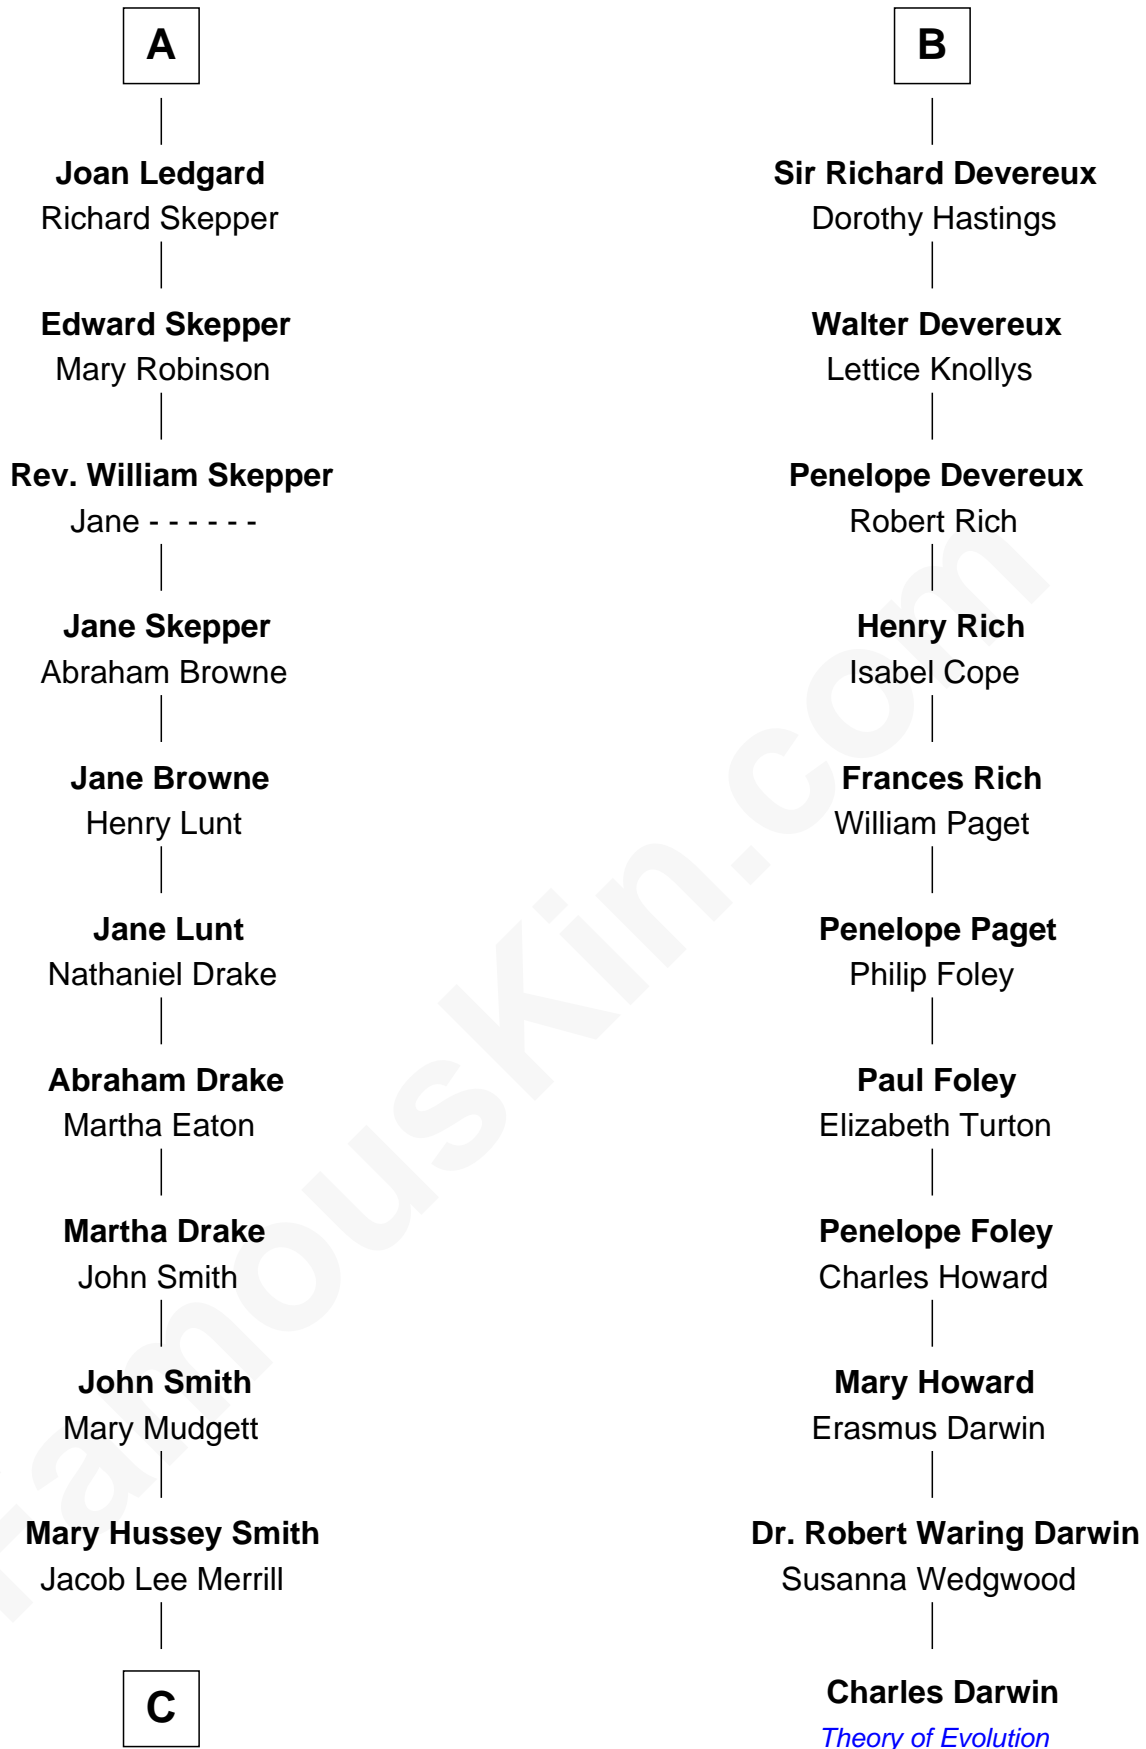 A
Joan Ledgard
Richard Skepper
Edward Skepper
Mary Robinson
Rev. William Skepper
Jane - - - - - -
Jane Skepper
Abraham Browne
Jane Browne
Henry Lunt
Jane Lunt
Nathaniel Drake
Abraham Drake
Martha Eaton
Martha Drake
John Smith
John Smith
Mary Mudgett
Mary Hussey Smith
Jacob Lee Merrill
C
B
Sir Richard Devereux
Dorothy Hastings
Walter Devereux
Lettice Knollys
Penelope Devereux
Robert Rich
Henry Rich
Isabel Cope
Frances Rich
William Paget
Penelope Paget
Philip Foley
Paul Foley
Elizabeth Turton
Penelope Foley
Charles Howard
Mary Howard
Erasmus Darwin
Dr. Robert Waring Darwin
Susanna Wedgwood
Charles Darwin
Theory of Evolution
FamousKin.com